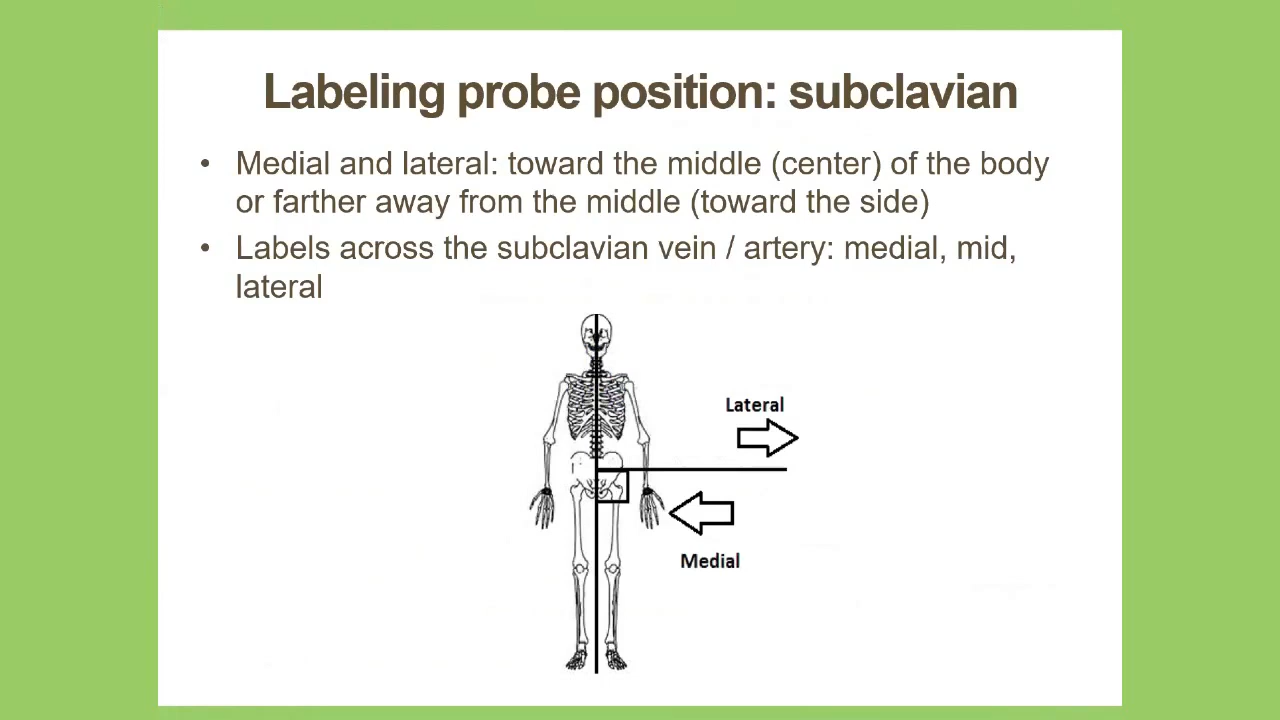 Labeling probe position: subclavian
• Medial and lateral: toward the middle (center) of the body
or farther away from the middle (toward the side)
• Labels across the subclavian vein / artery: medial, mid,
lateral
Lateral
Medial